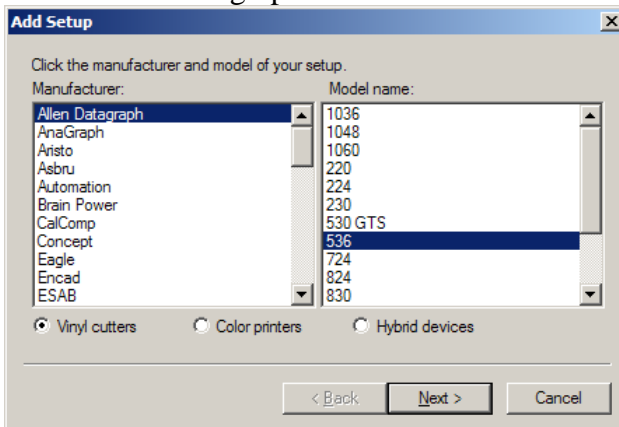 Add Setup
Click the manufacturer and model of your setup.
Manufacturer:
Model name:
Allen Datagraph
AnaGraph
Aristo
Asbru
Automation
Brain Power
CalComp
Concept
Eagle
Encad
ESAB
1036
1048
1060
220
224
230
530 GTS
536
724
824
830
Vinyl cutters
Color printers
Hybrid devices
< Back
Next >
Cancel